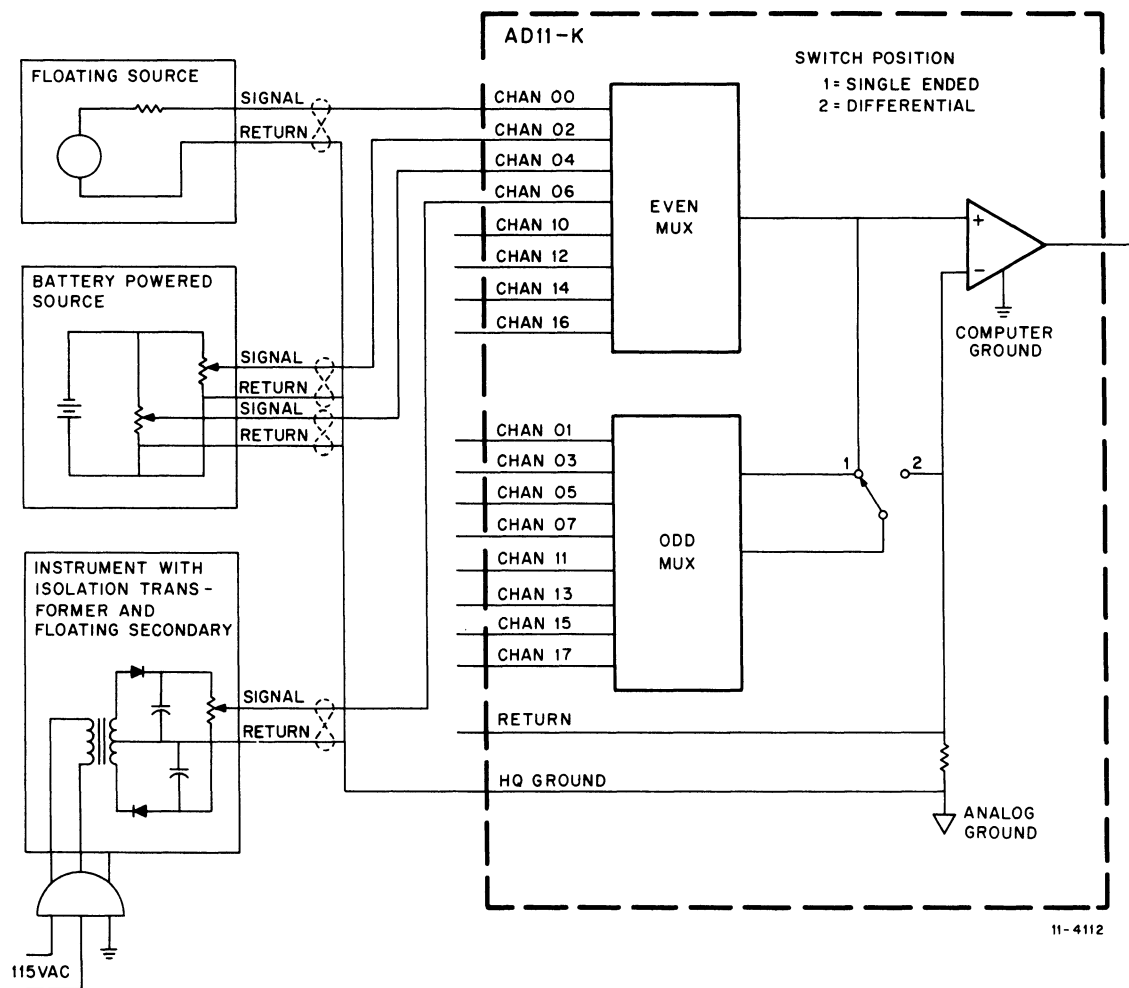 AD11-K
SWITCH POSITION
1 = SINGLE ENDED
2 = DIFFERENTIAL
FLOATING SOURCE
SIGNAL
RETURN
CHAN 00
CHAN 02
CHAN 04
CHAN 06
CHAN 10
CHAN 12
CHAN 14
CHAN 16
EVEN
MUX
+
−
COMPUTER
GROUND
BATTERY POWERED
SOURCE
SIGNAL
RETURN
SIGNAL
RETURN
CHAN 01
CHAN 03
CHAN 05
CHAN 07
CHAN 11
CHAN 13
CHAN 15
CHAN 17
ODD
MUX
1
2
INSTRUMENT WITH
ISOLATION TRANS-
FORMER AND
FLOATING SECONDARY
SIGNAL
RETURN
RETURN
HQ GROUND
ANALOG
GROUND
115VAC
11-4112